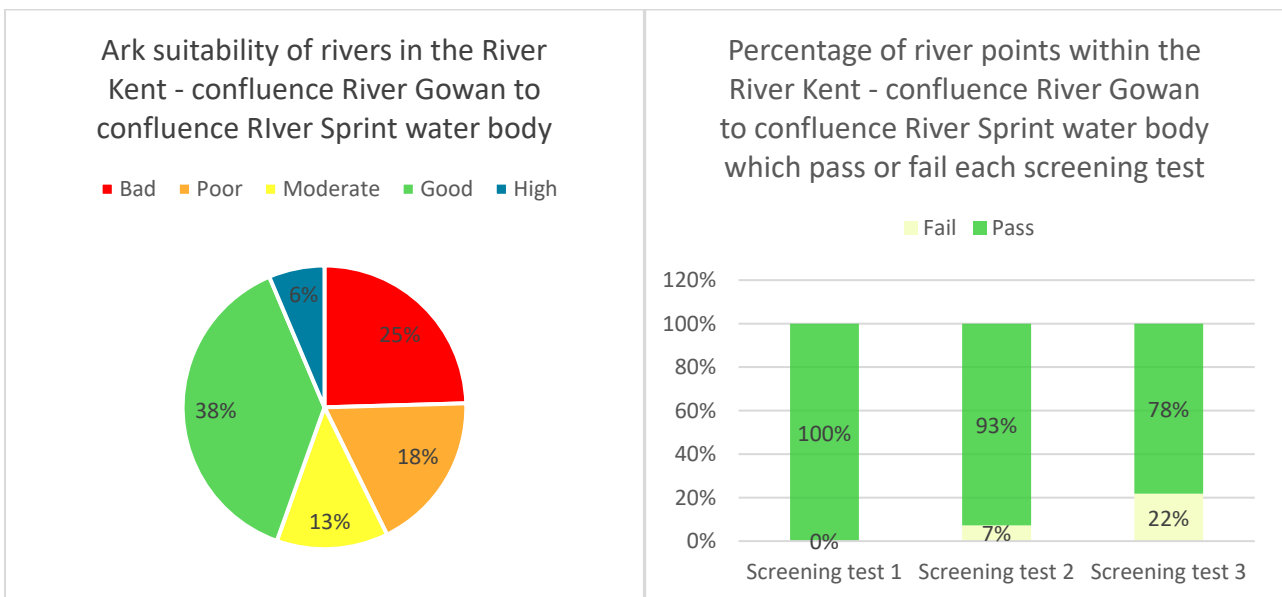 Ark suitability of rivers in the River
Kent - confluence River Gowan to
confluence RIver Sprint water body
Bad Poor Moderate Good High
6%
25%
38%
18%
13%
Percentage of river points within the
River Kent - confluence River Gowan
to confluence River Sprint water body
which pass or fail each screening test
Fail Pass
120%
100%
80%
60%
40%
20%
0%
100%
93%
78%
0%
7%
22%
Screening test 1 Screening test 2 Screening test 3